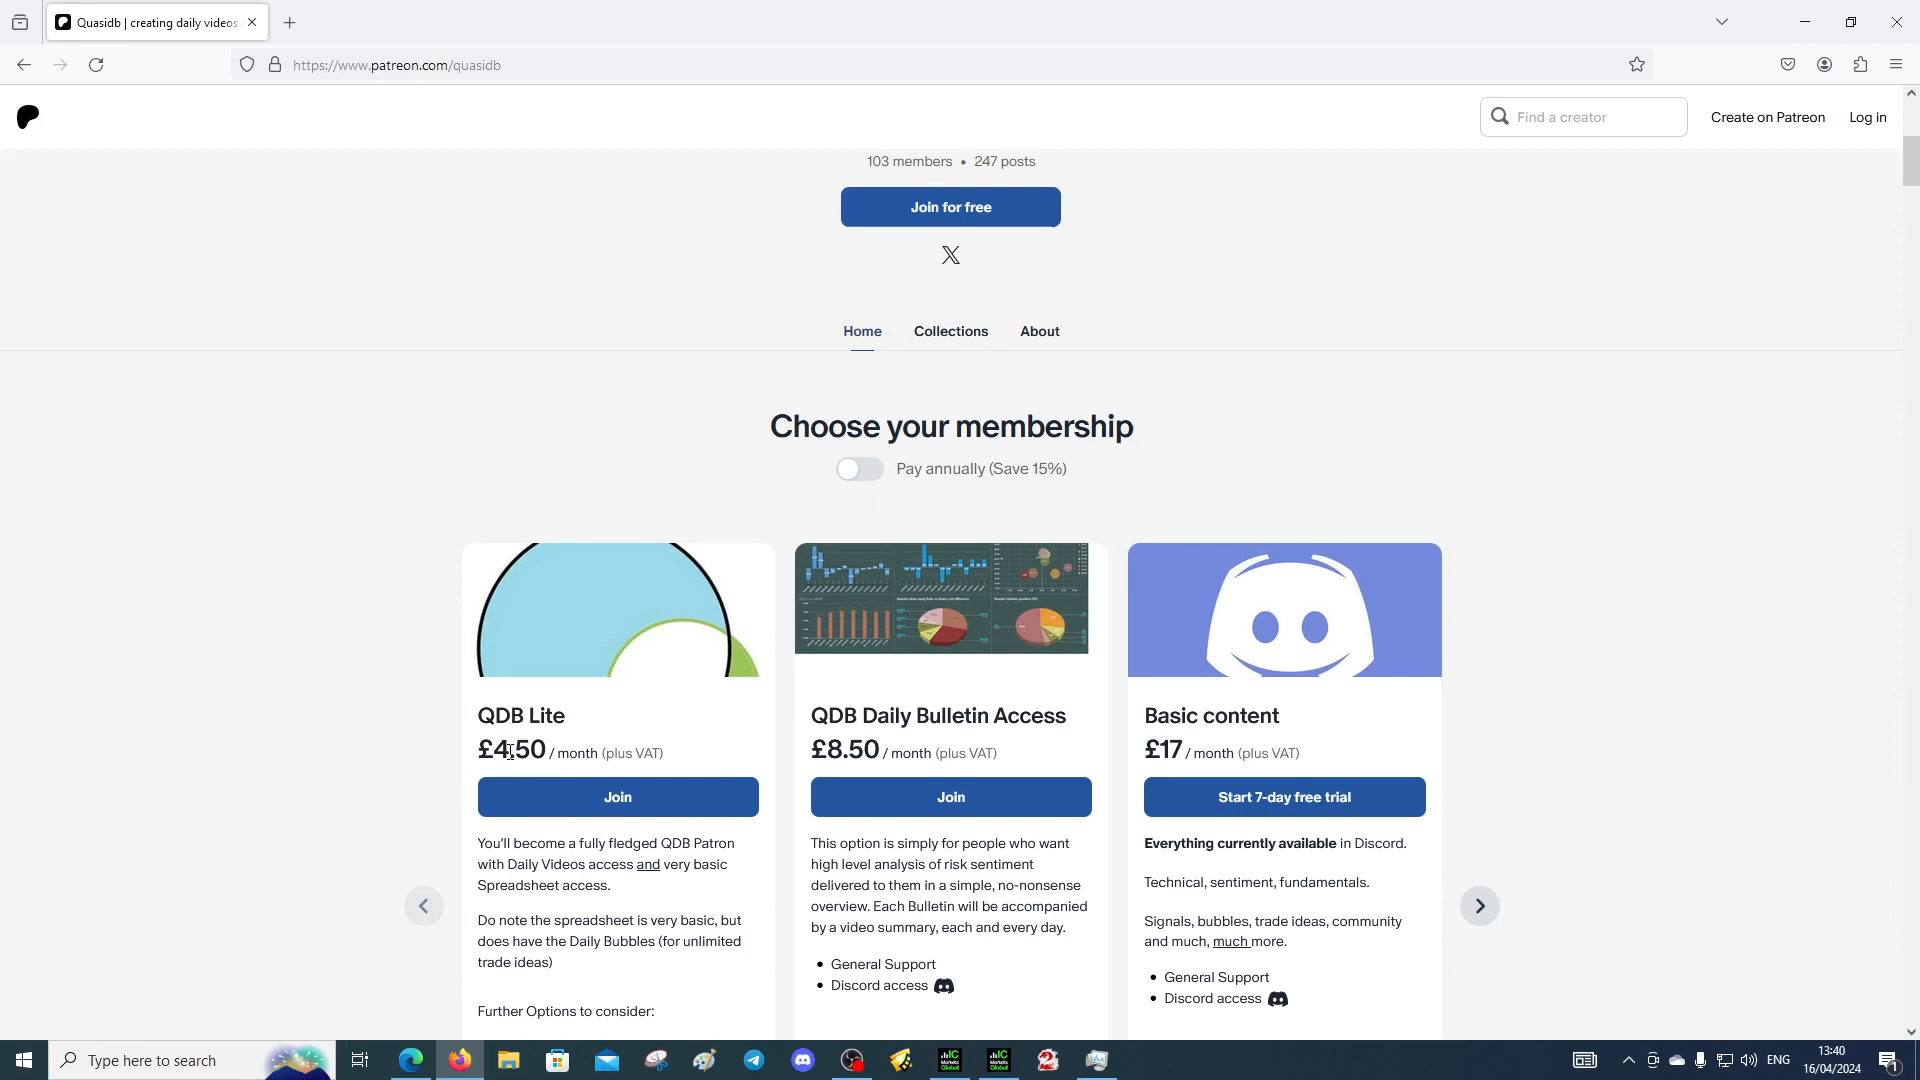 Quasidb | creating daily videos
https://www.patreon.com/quasidb
Find a creator
Create on Patreon
Log in
103 members • 247 posts
Join for free
Home
Collections
About
Choose your membership
Pay annually (Save 15%)
QDB Lite
£4.50 / month (plus VAT)
Join
You'll become a fully fledged QDB Patron
with Daily Videos access and very basic
Spreadsheet access.
Do note the spreadsheet is very basic, but
does have the Daily Bubbles (for unlimited
trade ideas)
Further Options to consider:
QDB Daily Bulletin Access
£8.50 / month (plus VAT)
Join
This option is simply for people who want
high level analysis of risk sentiment
delivered to them in a simple, no-nonsense
overview. Each Bulletin will be accompanied
by a video summary, each and every day.
• General Support
• Discord access
Basic content
£17 / month (plus VAT)
Start 7-day free trial
Everything currently available in Discord.
Technical, sentiment, fundamentals.
Signals, bubbles, trade ideas, community
and much, much more.
• General Support
• Discord access
Type here to search
IC
Markets
Global
IC
Markets
Global
ENG
13:40
16/04/2024
1